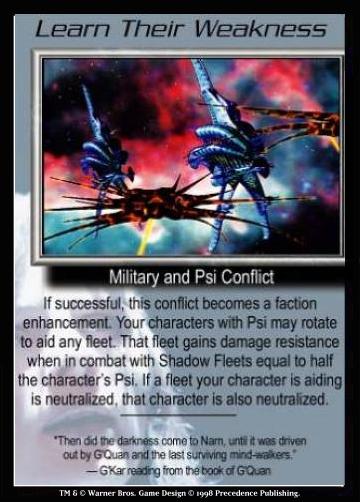 Learn Their Weakness
Military and Psi Conflict
If successful, this conflict becomes a faction
enhancement. Your characters with Psi may rotate
to aid any fleet. That fleet gains damage resistance
when in combat with Shadow Fleets equal to half
the character's Psi. If a fleet your character is aiding
is neutralized, that character is also neutralized.
"Then did the darkness come to Narn, until it was driven
out by G'Quan and the last surviving mind-walkers."
— G'Kar reading from the book of G'Quan
TM & © Warner Bros. Game Design © 1998 Precedence Publishing.